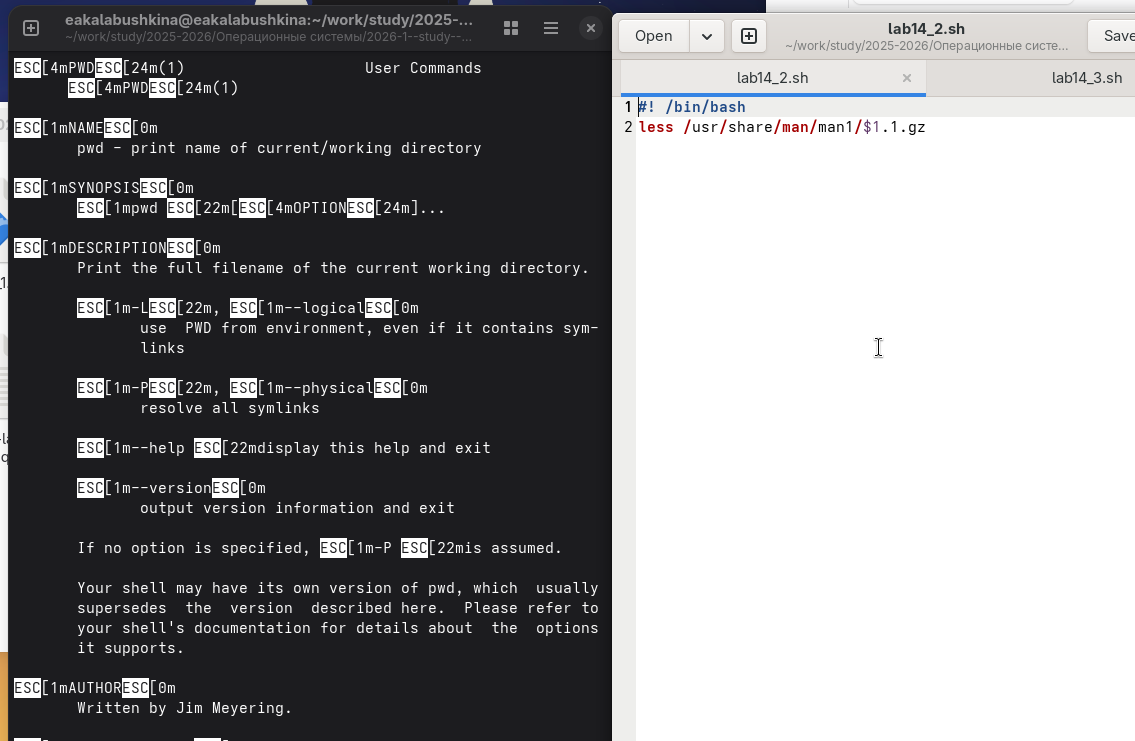 eakalabushkina@eakalabushkina:~/work/study/2025-...
~/work/study/2025-2026/Операционные системы/2026-1--study--...
ESC[4mPWDESC[24m(1) User Commands
ESC[4mPWDESC[24m(1)
ESC[1mNAMEESC[0m
pwd - print name of current/working directory
ESC[1mSYNOPSISESC[0m
ESC[1mpwd ESC[22m[ESC[4mOPTIONESC[24m]...
ESC[1mDESCRIPTIONESC[0m
Print the full filename of the current working directory.
ESC[1m-LESC[22m, ESC[1m--logicalESC[0m
use PWD from environment, even if it contains sym-
links
ESC[1m-PESC[22m, ESC[1m--physicalESC[0m
resolve all symlinks
ESC[1m--help ESC[22mdisplay this help and exit
ESC[1m--versionESC[0m
output version information and exit
If no option is specified, ESC[1m-P ESC[22mis assumed.
Your shell may have its own version of pwd, which usually
supersedes the version described here. Please refer to
your shell's documentation for details about the options
it supports.
ESC[1mAUTHORESC[0m
Written by Jim Meyering.
Open
lab14_2.sh
~/work/study/2025-2026/Операционные систе...
Save
lab14_2.sh × lab14_3.sh
1 #! /bin/bash
2 less /usr/share/man/man1/$1.1.gz